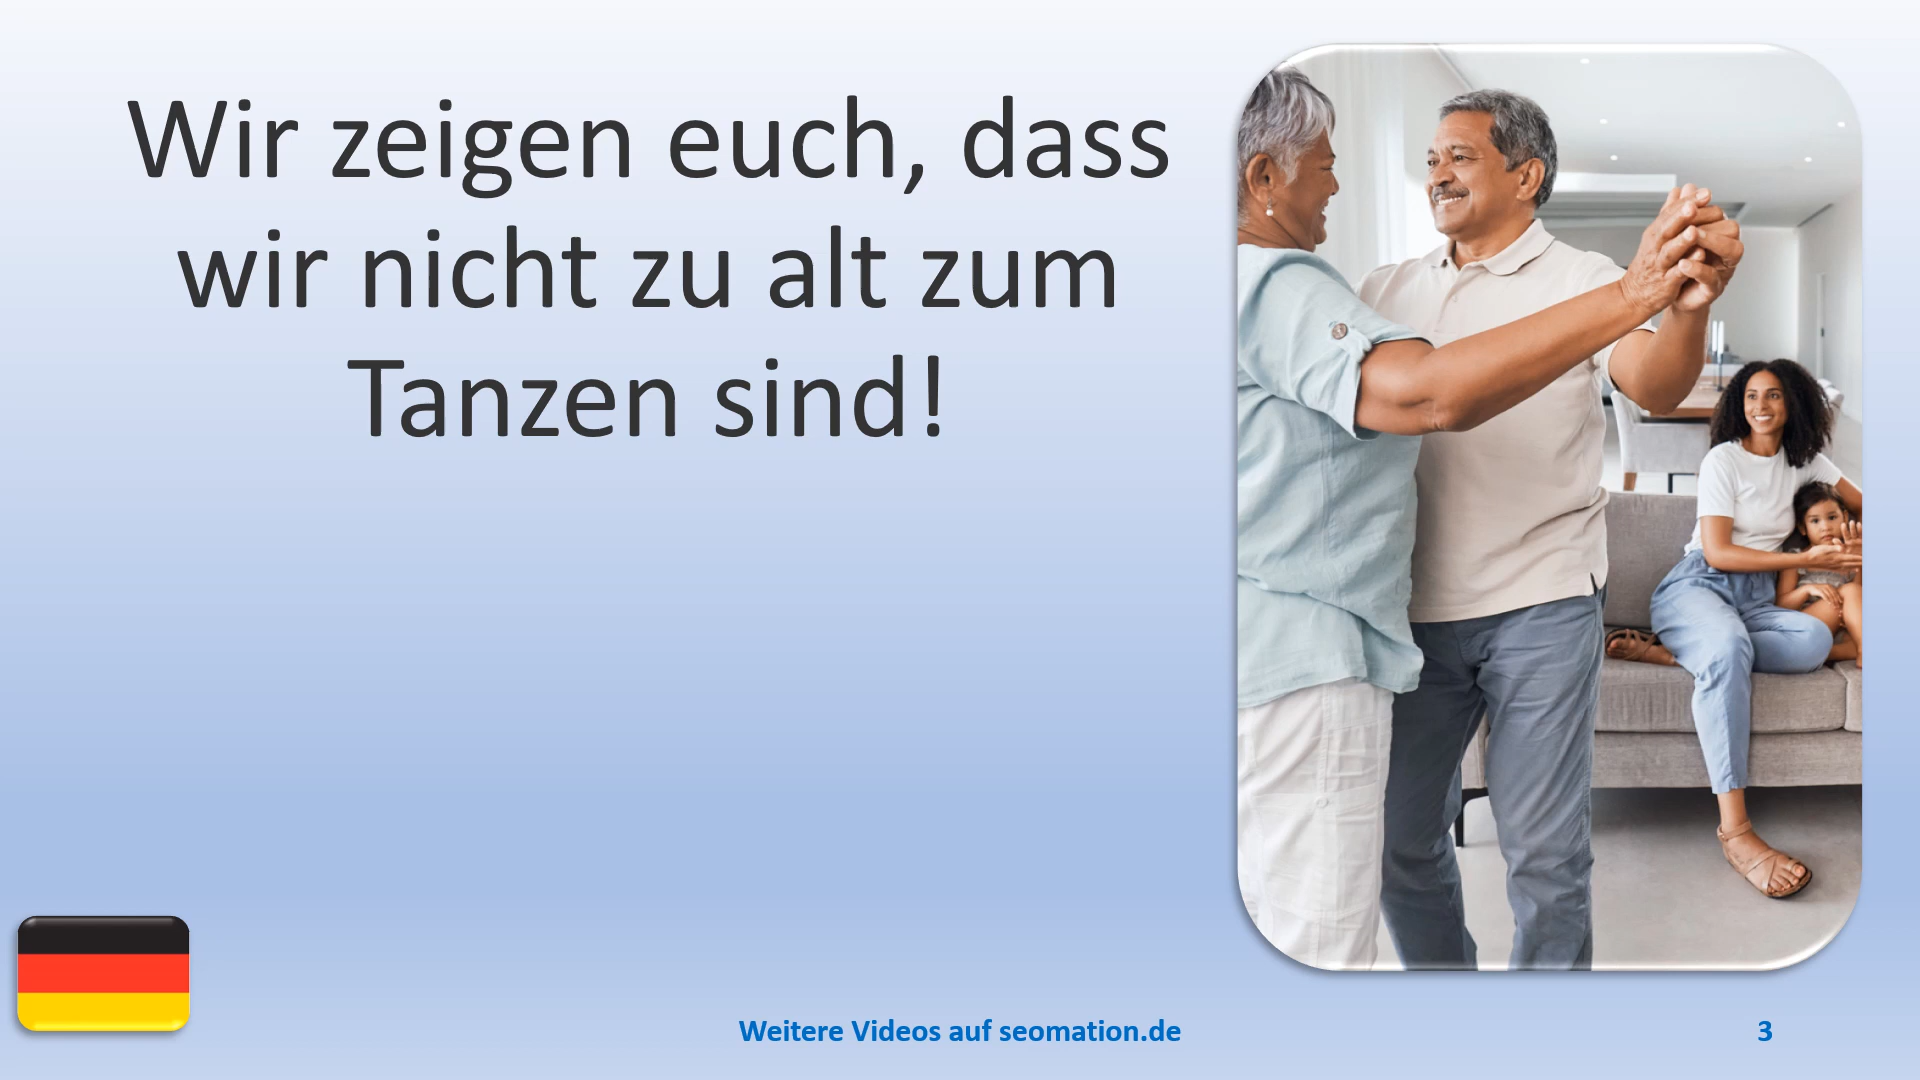 Wir zeigen euch, dass
wir nicht zu alt zum
Tanzen sind!
Weitere Videos auf seomation.de
3